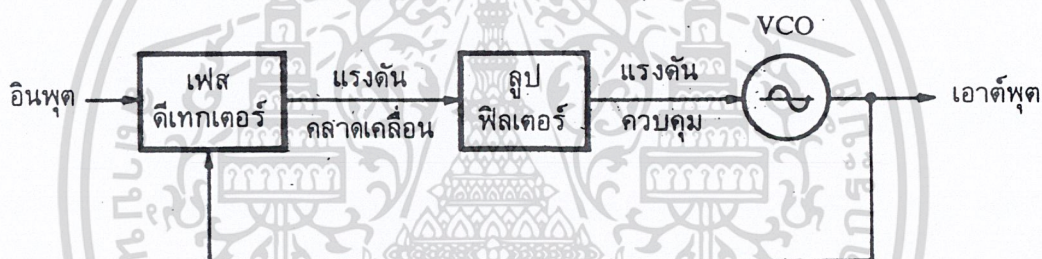 VCO
อินพุต
เฟส
ดีเทกเตอร์
แรงดัน
คลาดเคลื่อน
ลูป
ฟิลเตอร์
แรงดัน
ควบคุม
เอาต์พุต